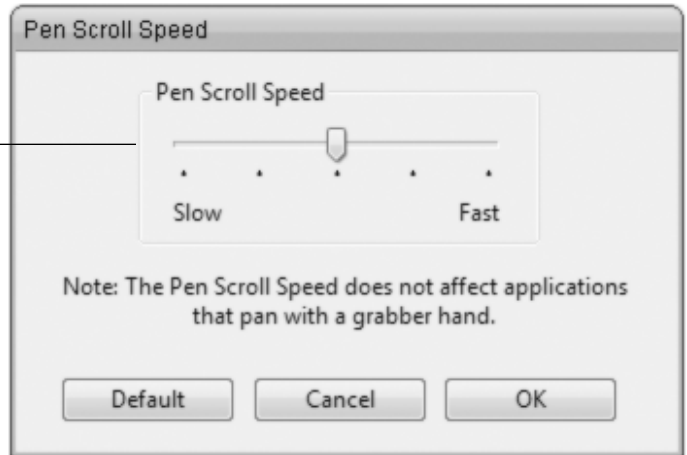 Pen Scroll Speed
Pen Scroll Speed
Slow Fast
Note: The Pen Scroll Speed does not affect applications
that pan with a grabber hand.
Default Cancel OK